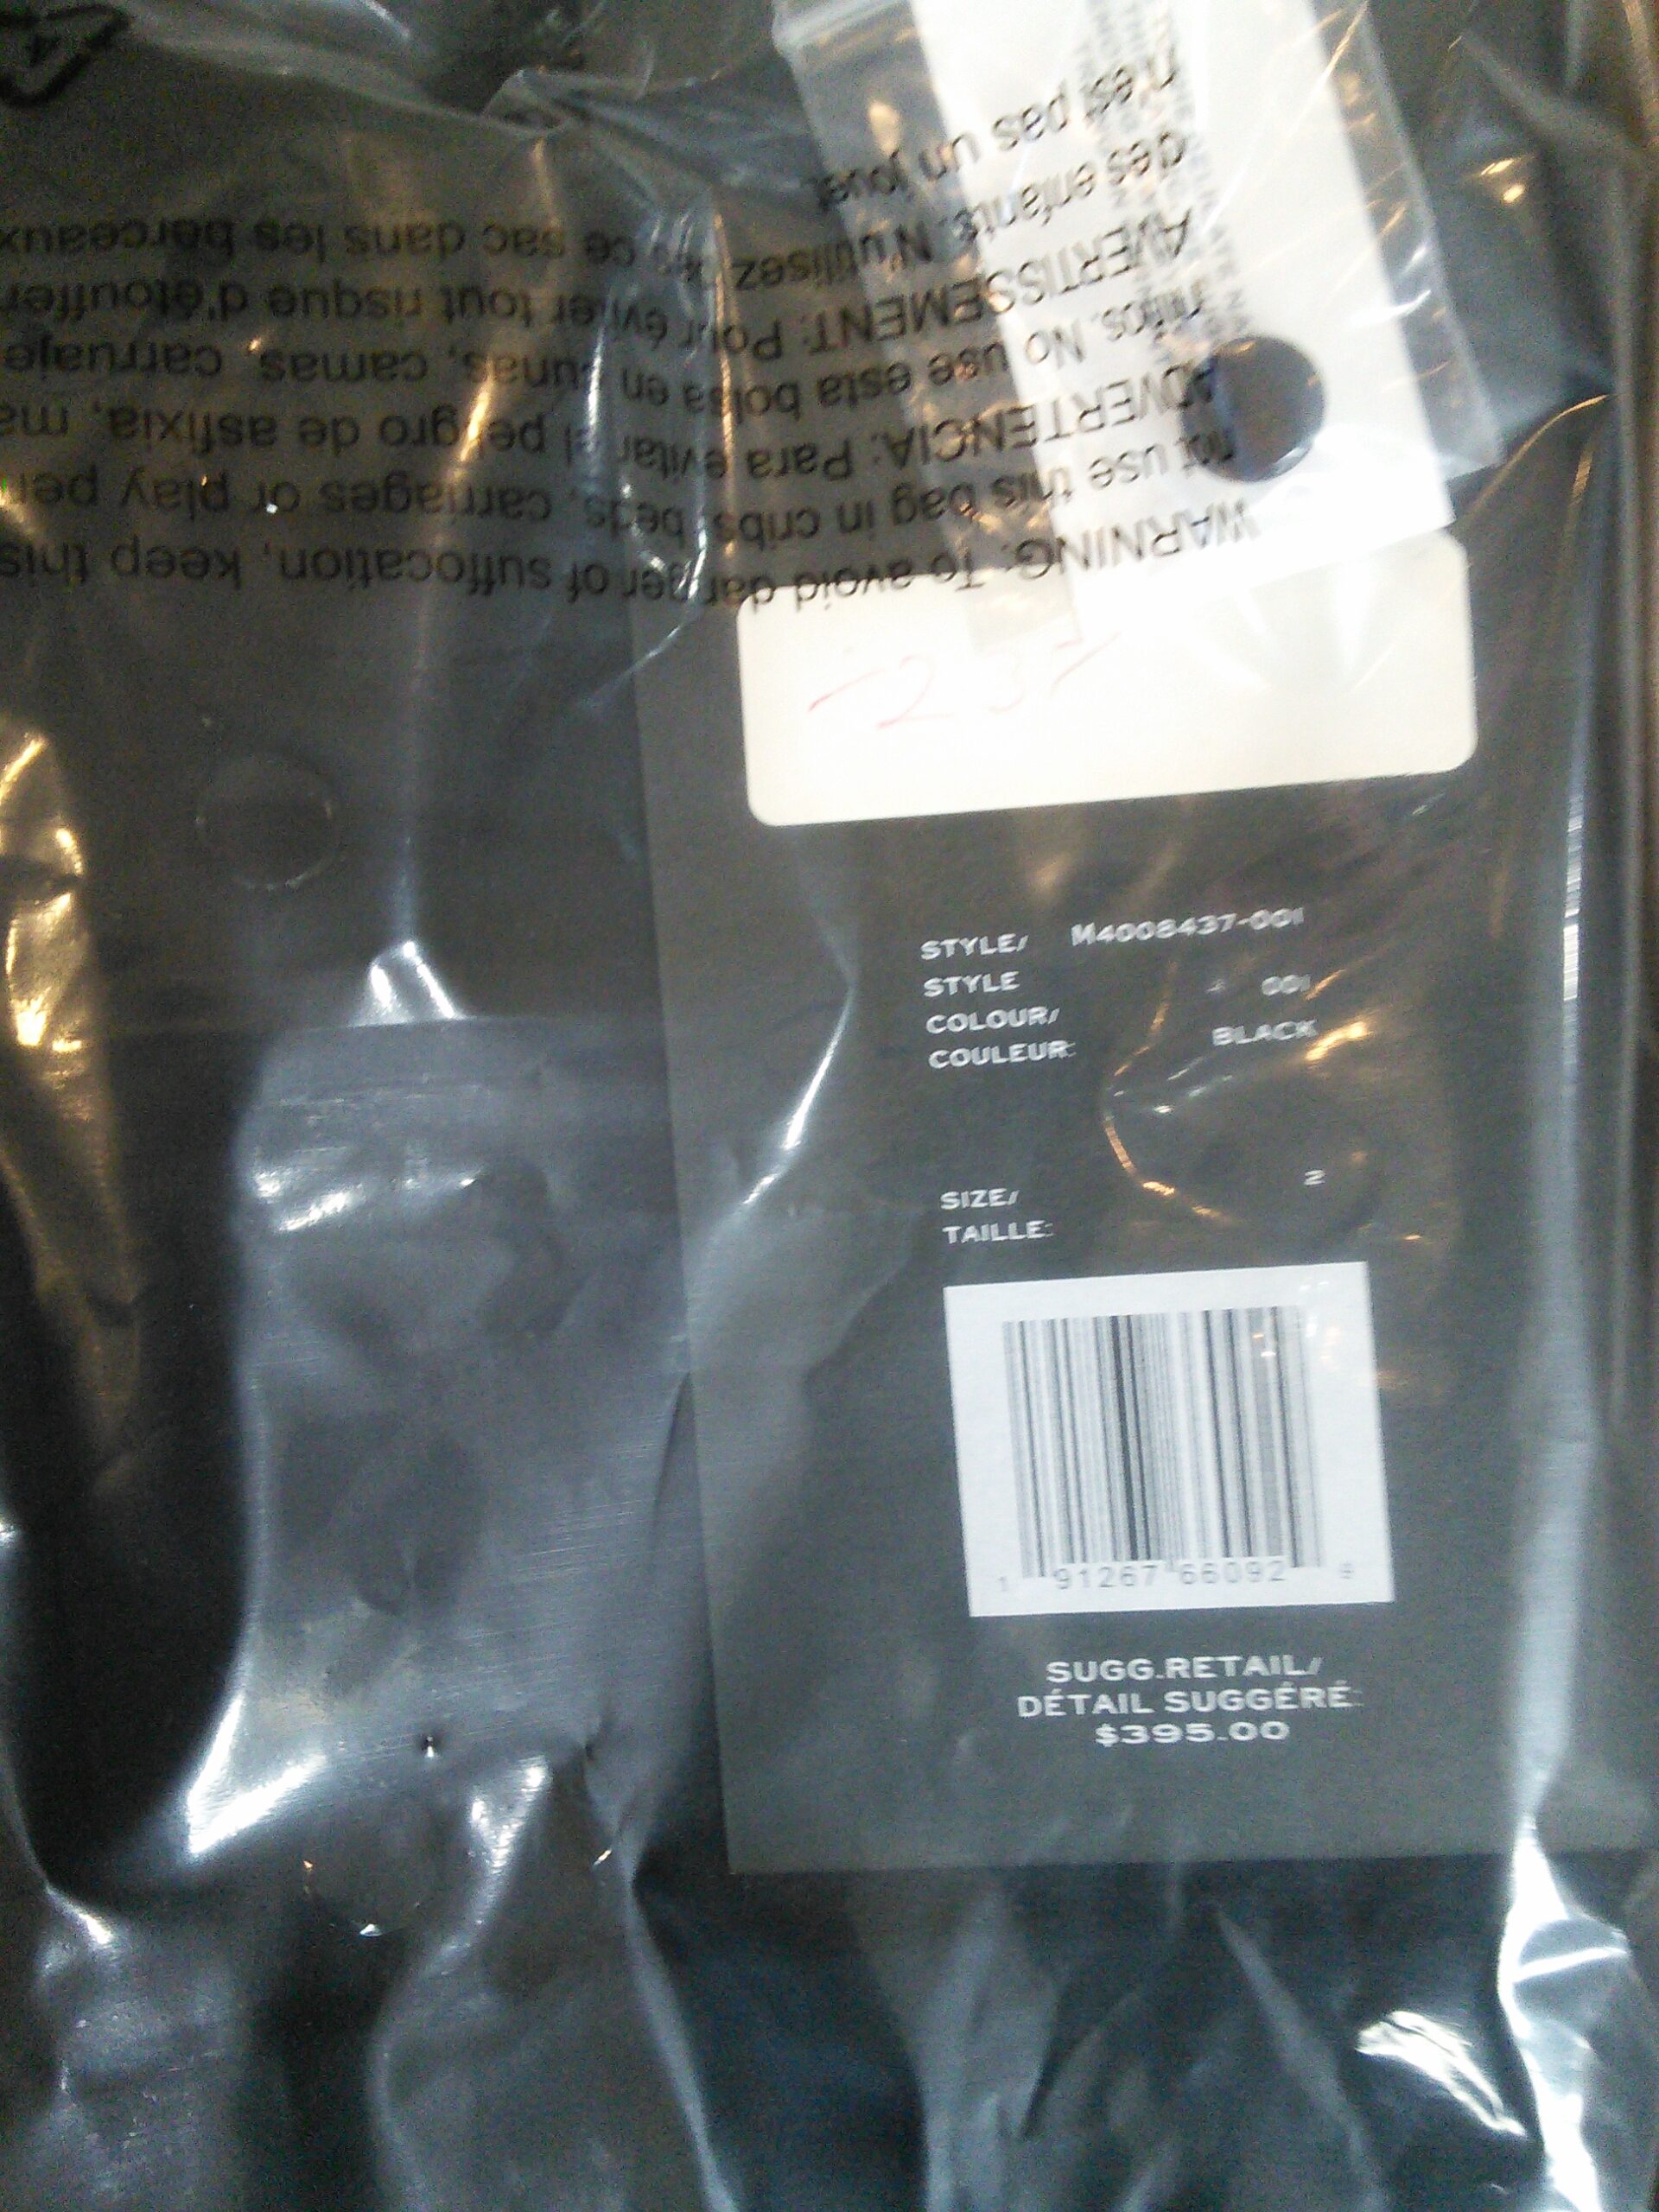 WARNING: To avoid danger of suffocation, keep this
not use this bag in cribs, beds, carriages or play pen
ADVERTENCIA: Para evitar el peligro de asfixia, ma
niños. No use esta bolsa en cunas, camas, carruaje
AVERTISSEMENT: Pour éviter tout risque d'étouffer
des enfants. N'utilisez pas ce sac dans les berceaux
n'est pas un jouet.
STYLE/ M4008437-001
STYLE
001
COLOUR/
COULEUR: BLACK
SIZE/ 2
TAILLE:
1 91267 66092 9
SUGG.RETAIL/
DÉTAIL SUGGÉRÉ:
$395.00